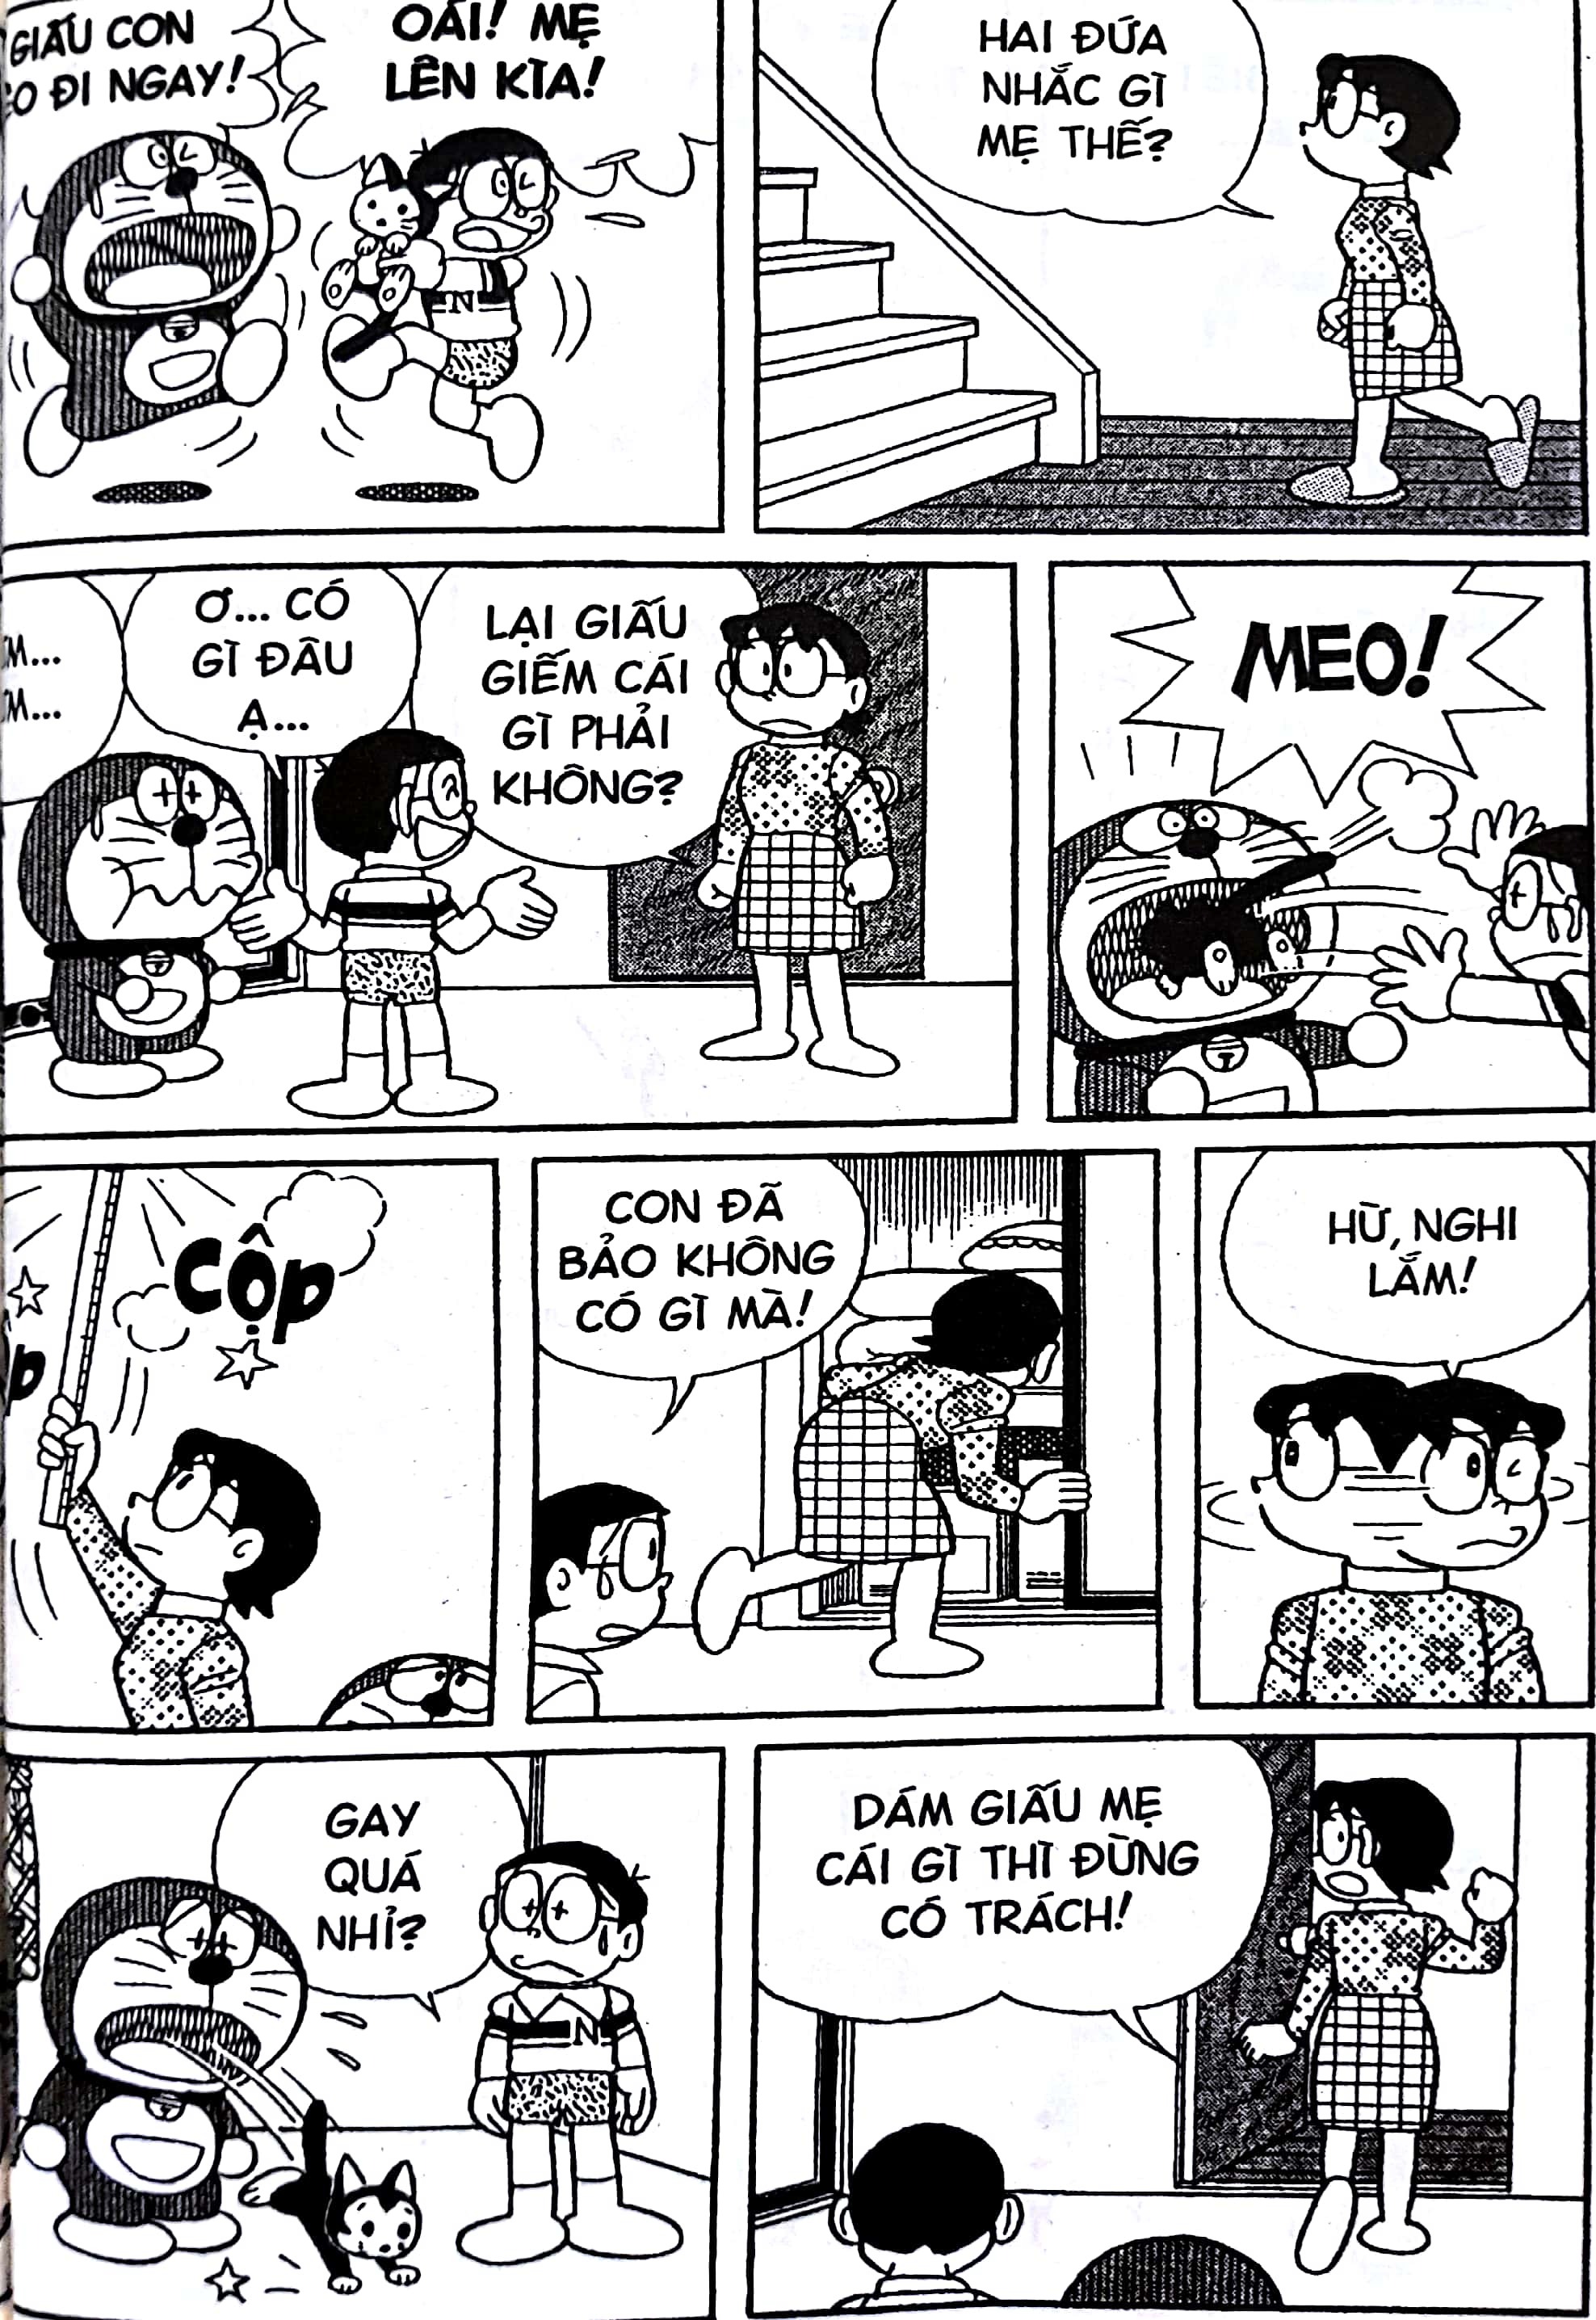 HAI ĐỨA
NHẮC GÌ
MẸ THẾ?
OÁI! MẸ
LÊN KÌA!
GIẤU CON
ĐI NGAY!
N
MEO!
LẠI GIẤU
GIẾM CÁI
GÌ PHẢI
KHÔNG?
Ơ... CÓ
GÌ ĐÂU
Ạ...
M...
M...
HỪ, NGHI
LẮM!
CON ĐÃ
BẢO KHÔNG
CÓ GÌ MÀ!
CỘP
DÁM GIẤU MẸ
CÁI GÌ THÌ ĐỪNG
CÓ TRÁCH!
GAY
QUÁ
NHỈ?
N